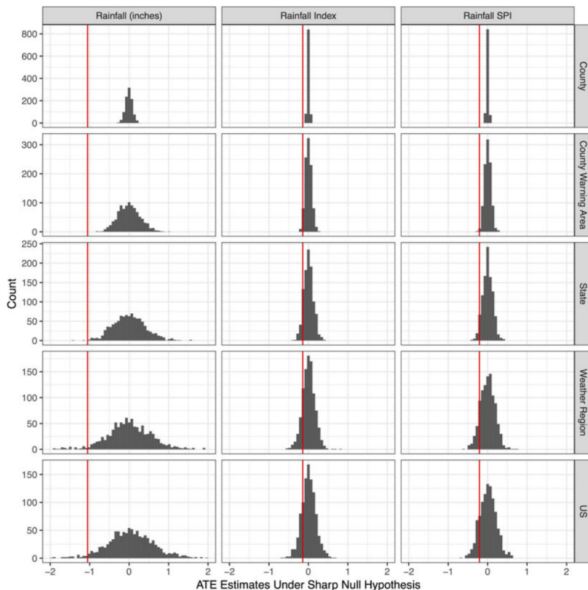 Rainfall (inches) Rainfall Index Rainfall SPI
800
600
400
200
0
County
300
200
100
0
County Warning Area
250
200
150
100
50
0
State
150
100
50
0
Weather Region
150
100
50
0
US
Count
−2 −1 0 1 2 −2 −1 0 1 2 −2 −1 0 1 2
ATE Estimates Under Sharp Null Hypothesis